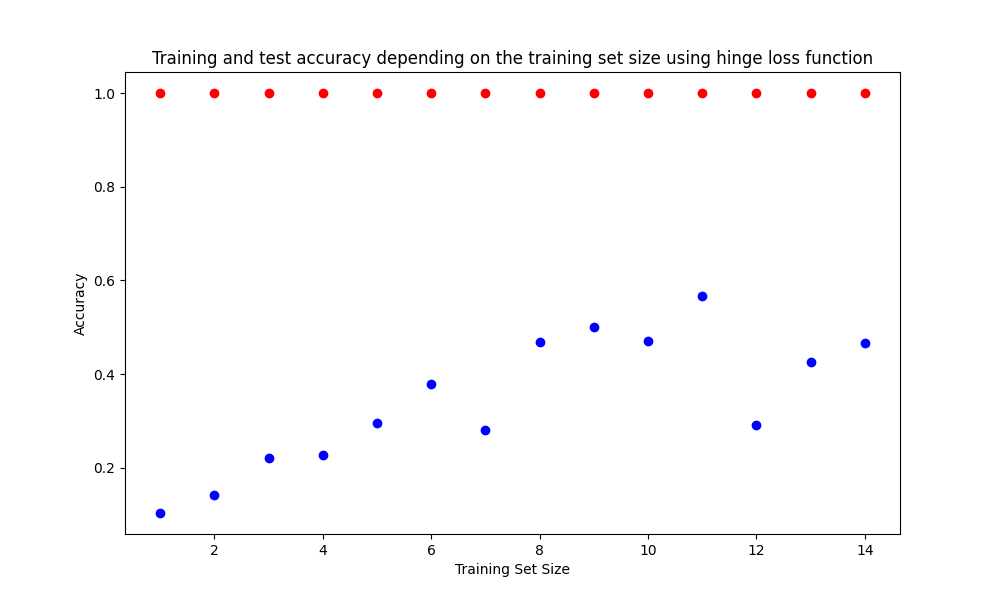 Training and test accuracy depending on the training set size using hinge loss function
1.0
0.8
0.6
0.4
0.2
Accuracy
2 4 6 8 10 12 14
Training Set Size